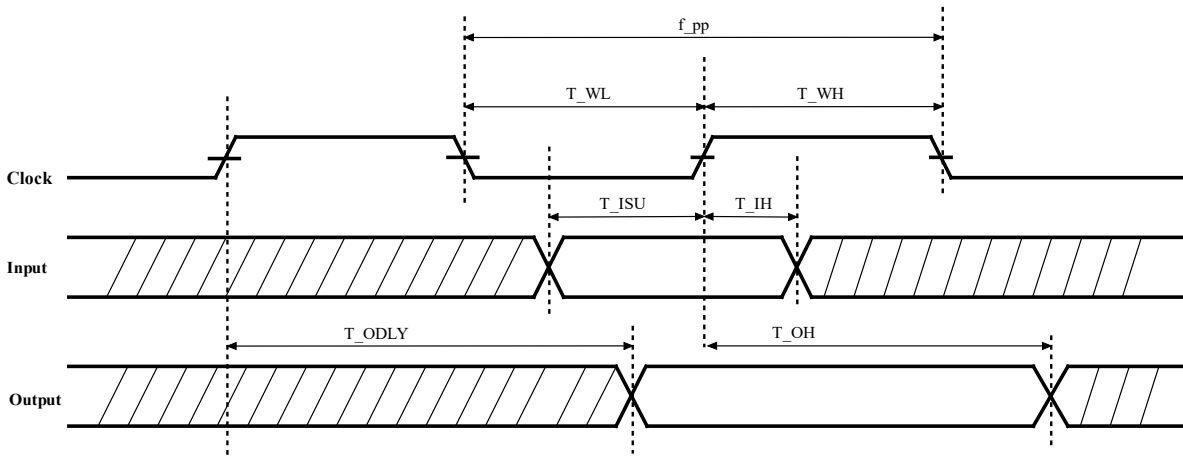 f_pp
T_WL T_WH
Clock
T_ISU T_IH
Input
T_ODLY T_OH
Output